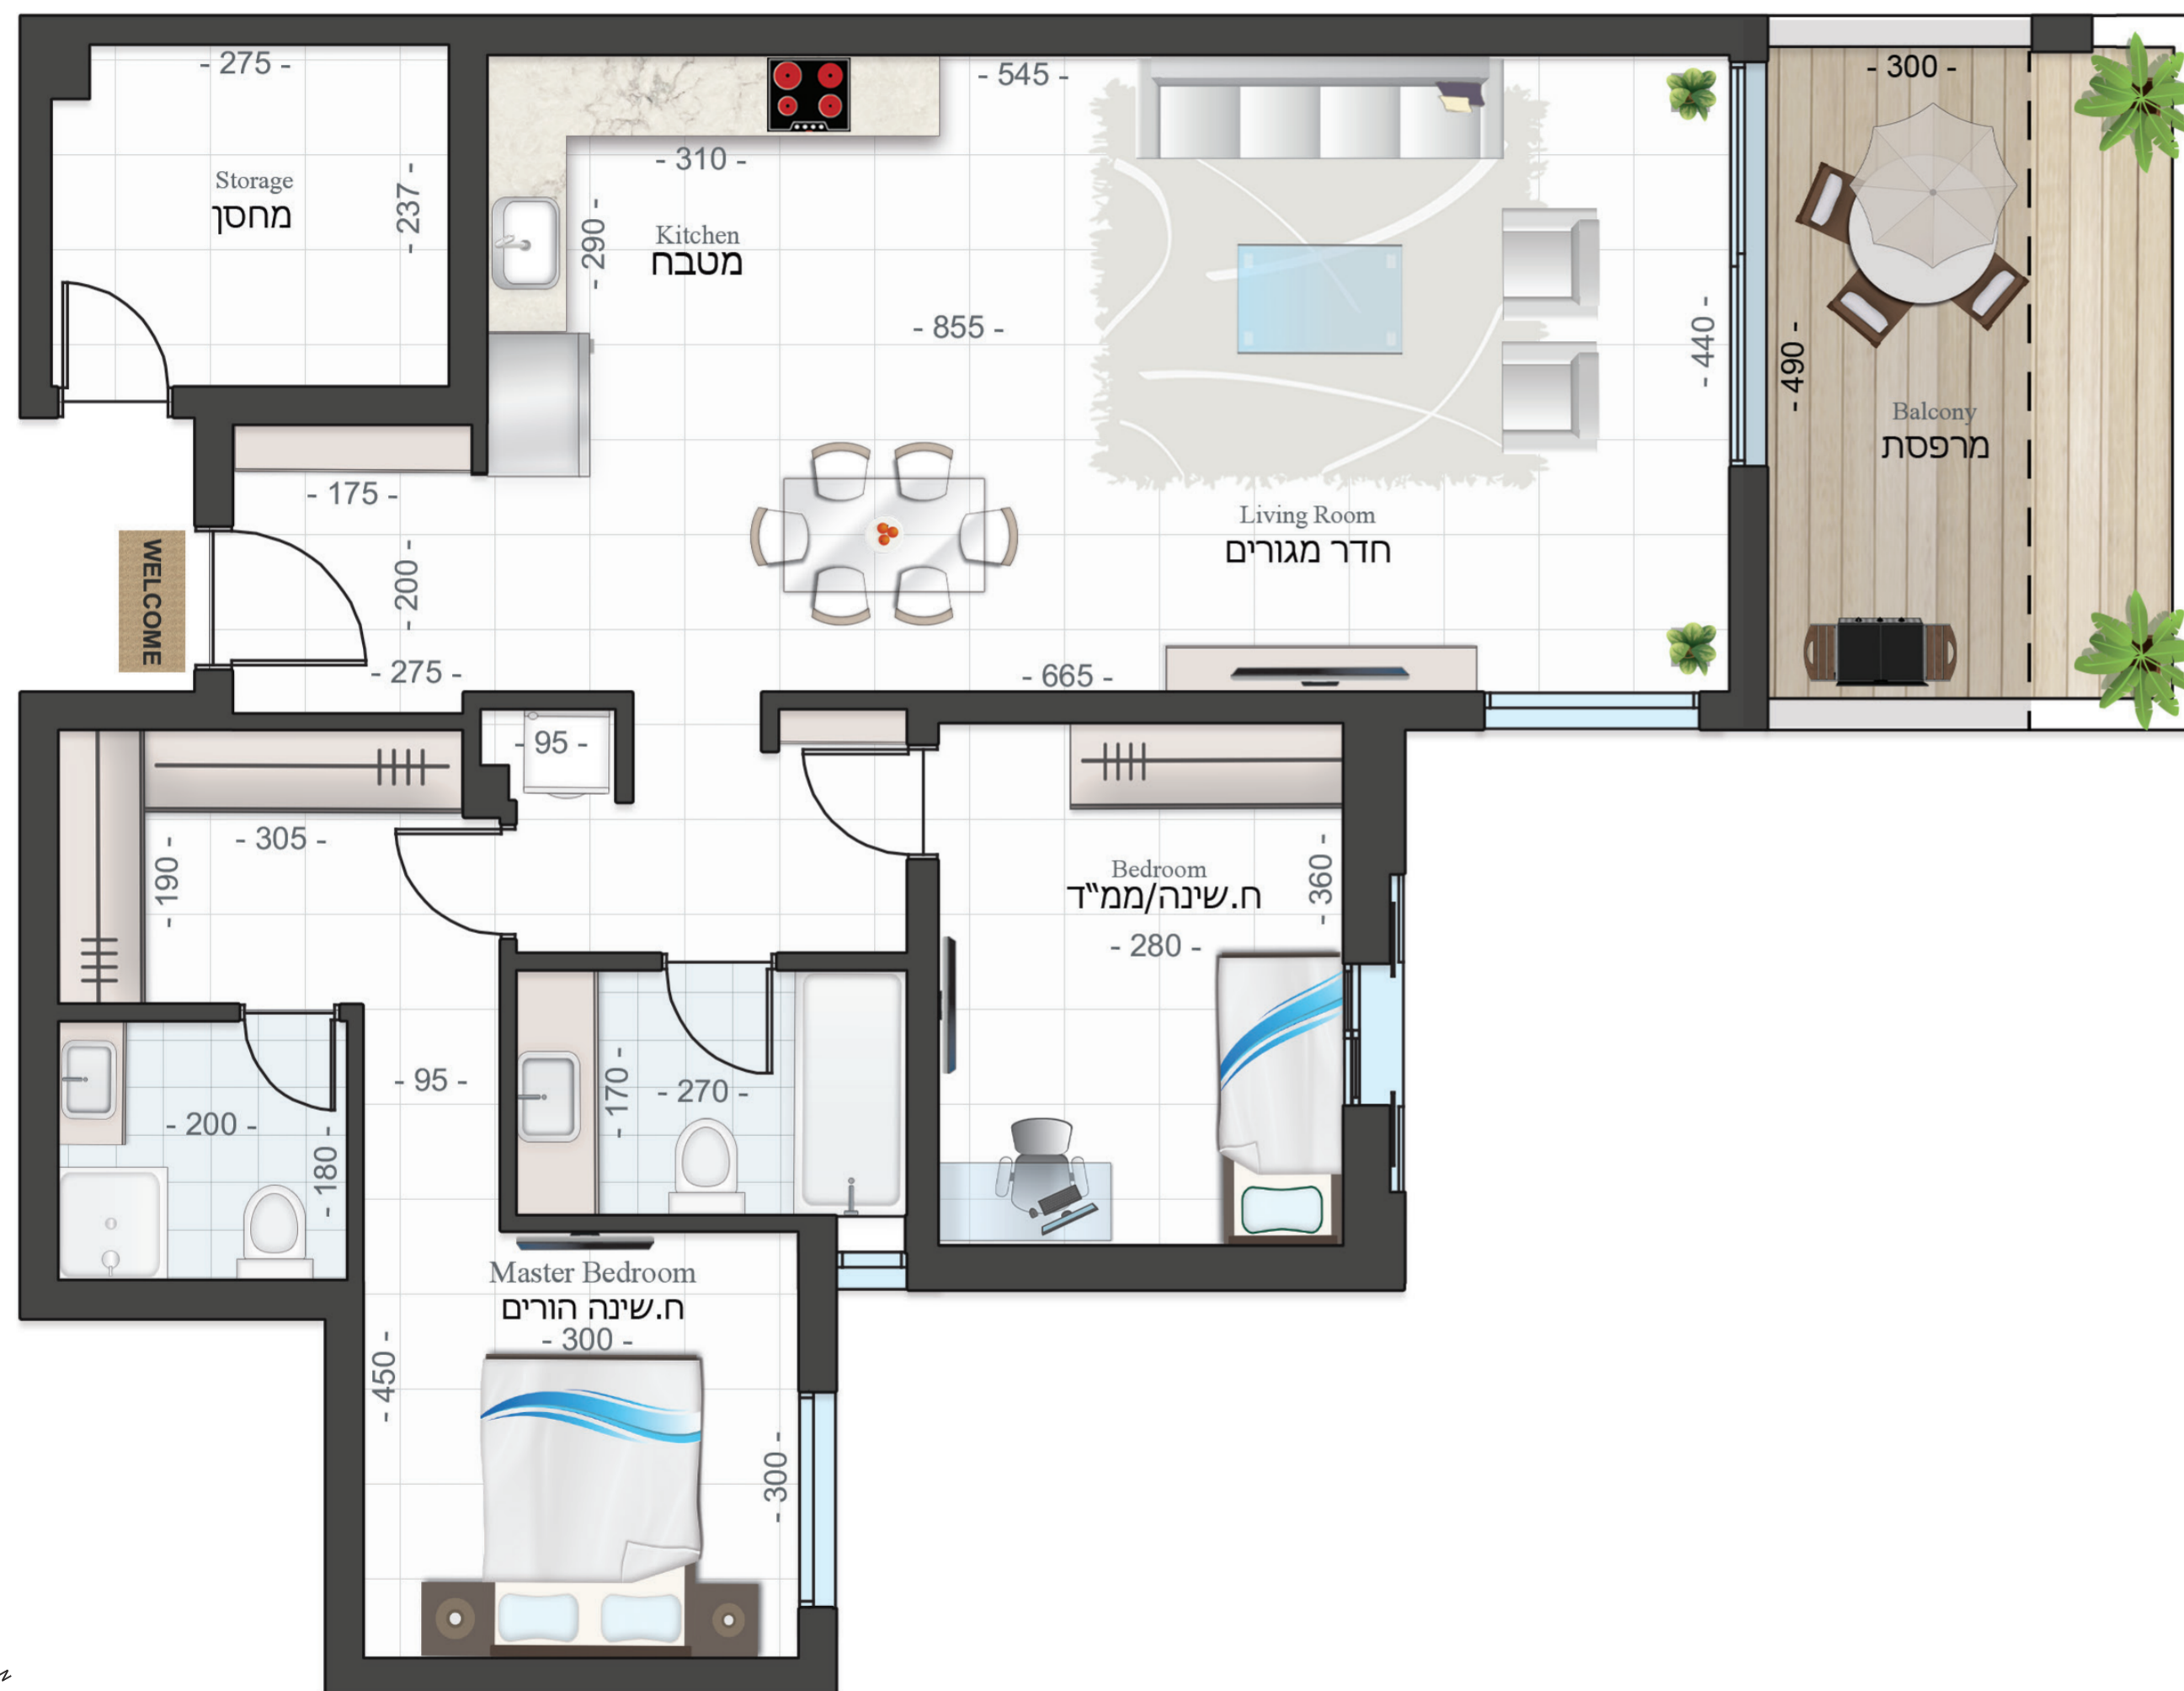 - 275 -
Storage
מחסן
- 237 -
- 545 -
- 310 -
- 290 -
Kitchen
מטבח
- 855 -
- 440 -
- 300 -
- 490 -
Balcony
מרפסת
- 175 -
- 200 -
WELCOME
- 275 -
Living Room
חדר מגורים
- 665 -
- 95 -
- 305 -
- 190 -
Bedroom
ח.שינה/ממ"ד
- 360 -
- 280 -
- 95 -
- 170 -
- 270 -
- 200 -
- 180 -
Master Bedroom
ח.שינה הורים
- 300 -
- 450 -
- 300 -
N